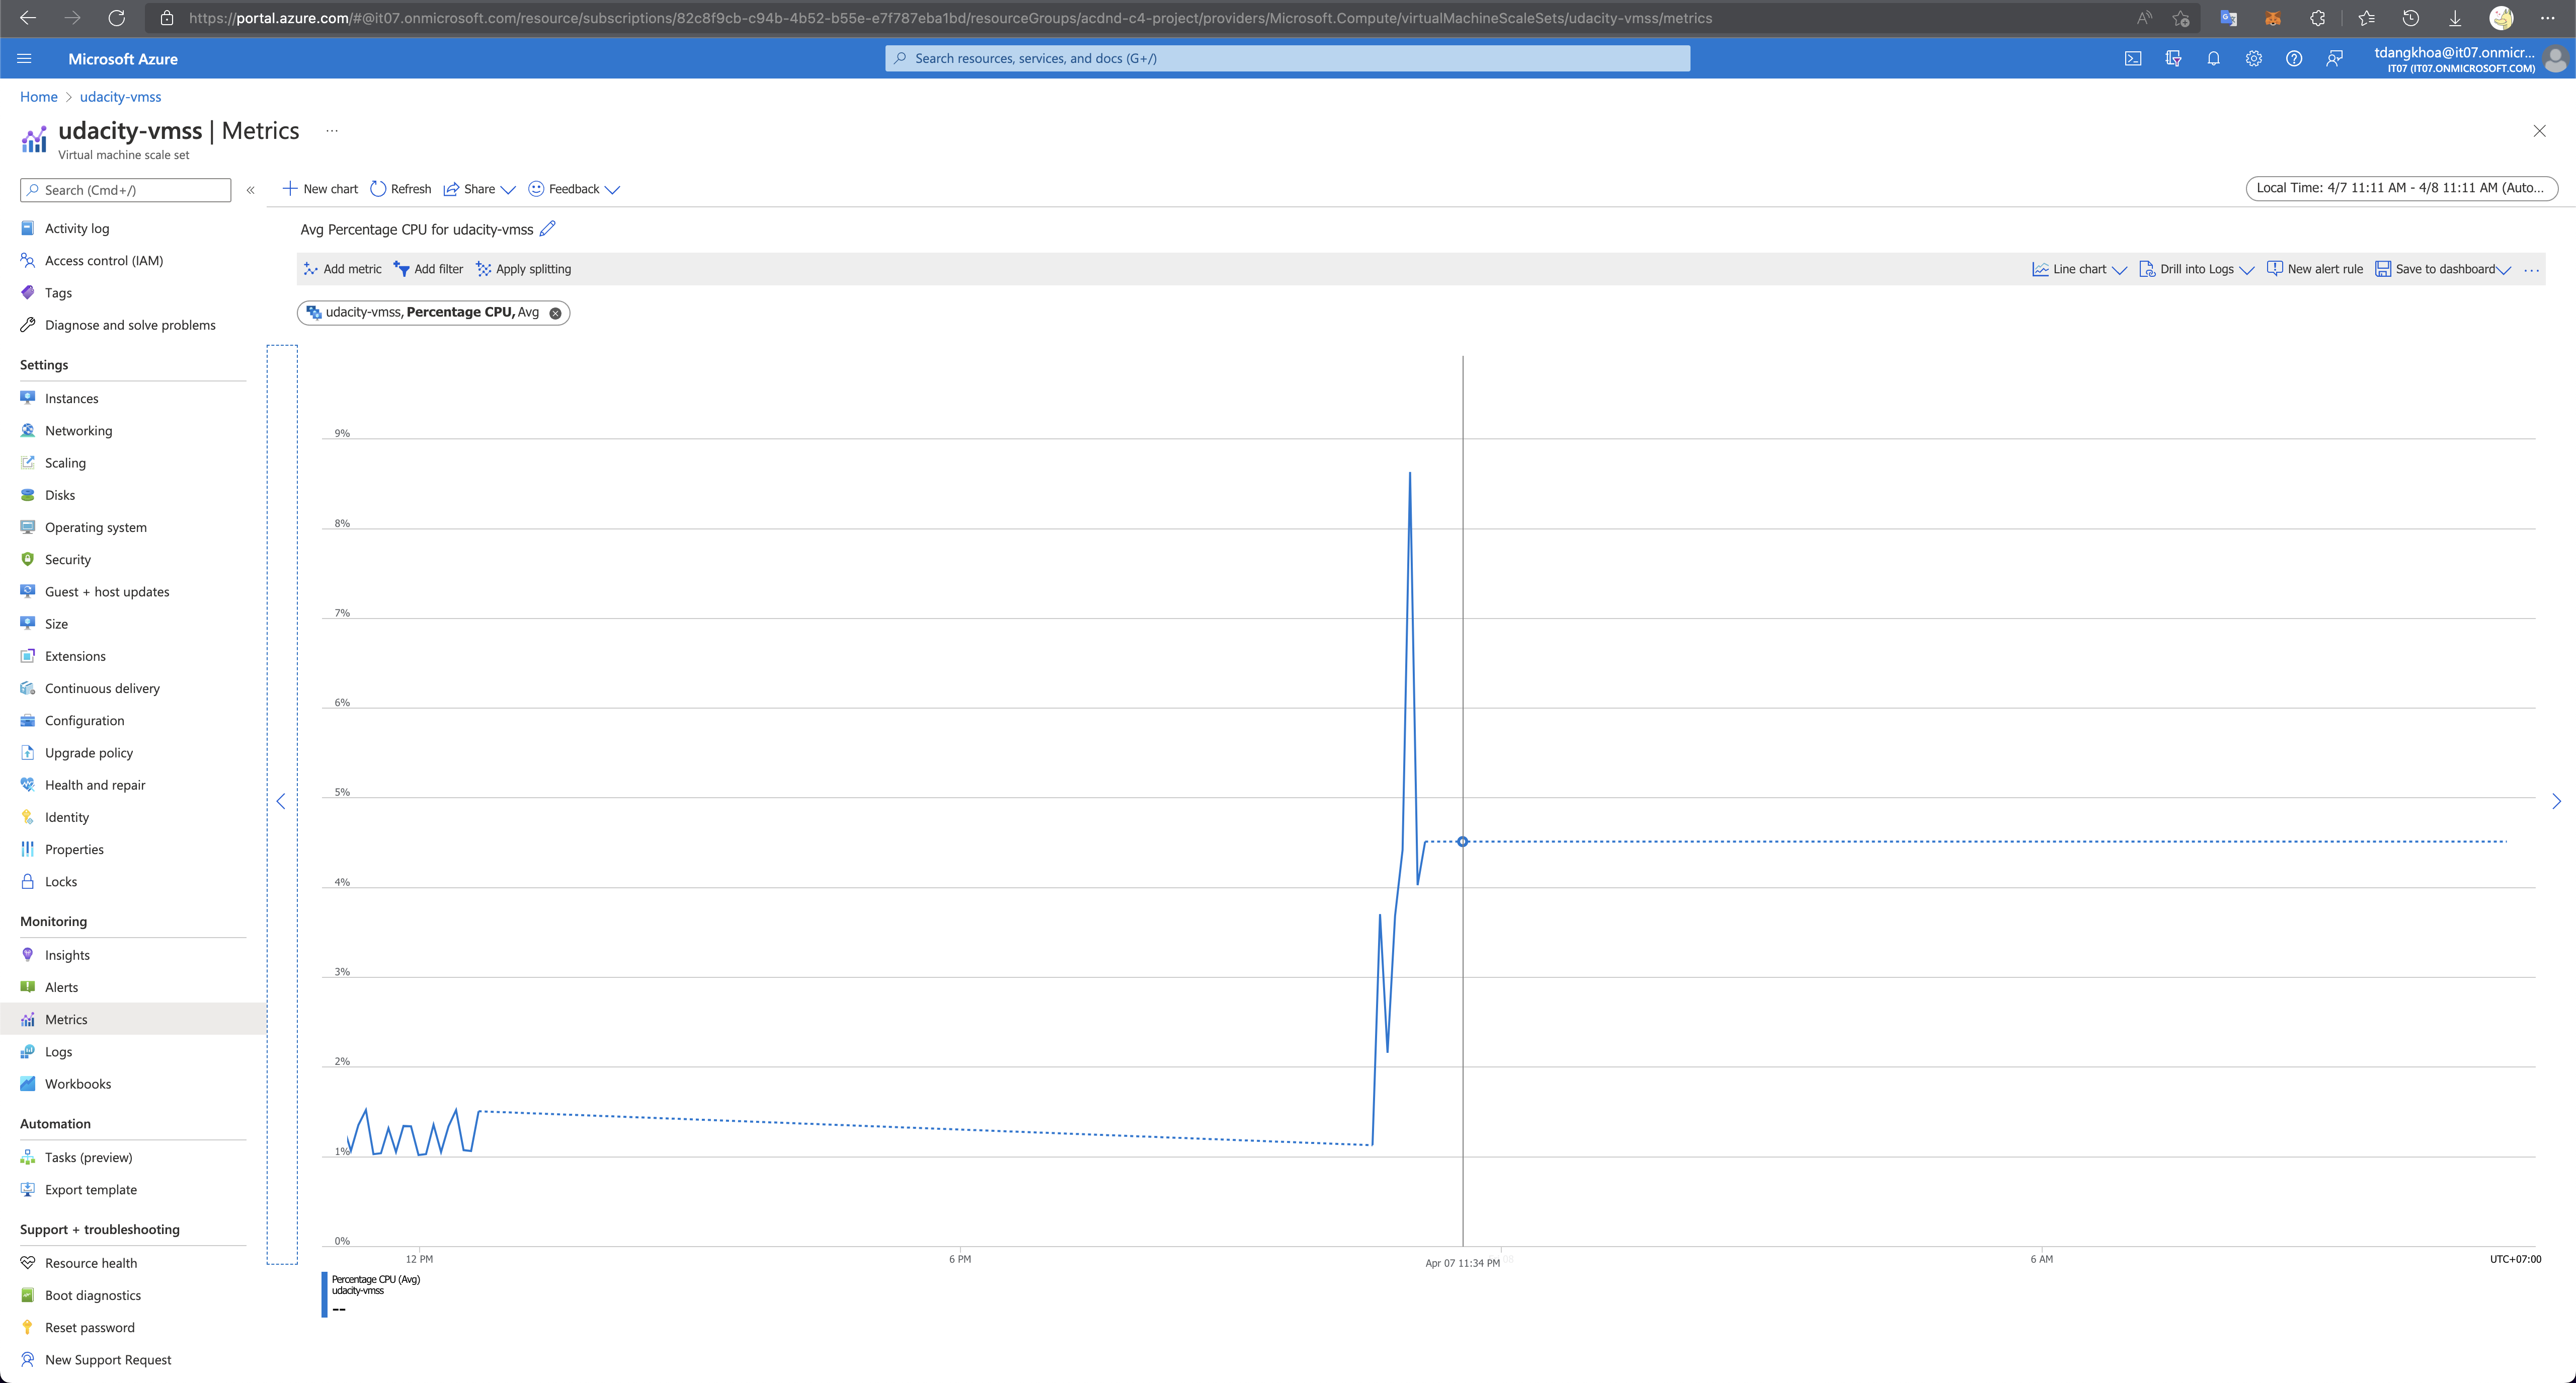 https://portal.azure.com/#@it07.onmicrosoft.com/resource/subscriptions/82c8f9cb-c94b-4b52-b55e-e7f787eba1bd/resourceGroups/acdnd-c4-project/providers/Microsoft.Compute/virtualMachineScaleSets/udacity-vmss/metrics
Microsoft Azure
Search resources, services, and docs (G+/)
tdangkhoa@it07.onmicr...
IT07 (IT07.ONMICROSOFT.COM)
Home > udacity-vmss
udacity-vmss | Metrics ...
Virtual machine scale set
Search (Cmd+/)
«
New chart Refresh Share Feedback
Local Time: 4/7 11:11 AM - 4/8 11:11 AM (Auto...
Activity log
Access control (IAM)
Tags
Diagnose and solve problems
Settings
Instances
Networking
Scaling
Disks
Operating system
Security
Guest + host updates
Size
Extensions
Continuous delivery
Configuration
Upgrade policy
Health and repair
Identity
Properties
Locks
Monitoring
Insights
Alerts
Metrics
Logs
Workbooks
Automation
Tasks (preview)
Export template
Support + troubleshooting
Resource health
Boot diagnostics
Reset password
New Support Request
Avg Percentage CPU for udacity-vmss
Add metric Add filter Apply splitting
Line chart Drill into Logs New alert rule Save to dashboard ...
udacity-vmss, Percentage CPU, Avg
9%
8%
7%
6%
5%
4%
3%
2%
1%
0%
12 PM 6 PM Apr 07 11:34 PM 6 AM UTC+07:00
Percentage CPU (Avg)
udacity-vmss
--